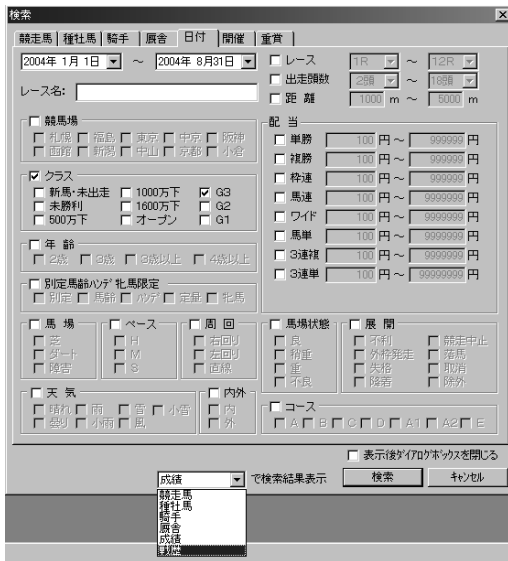 検索
競走馬 種牡馬 騎手 厩舎 日付 開催 重賞
2004年 1月 1日 ～ 2004年 8月31日
レース名:
レース 1R ～ 12R
出走頭数 2頭 ～ 18頭
距 離 1000 m ～ 5000 m
競馬場
札幌 福島 東京 中京 阪神
函館 新潟 中山 京都 小倉
クラス
新馬・未出走 1000万下 G3
未勝利 1600万下 G2
500万下 オープン G1
年 齢
2歳 3歳 3歳以上 4歳以上
別定馬齢ﾊﾝﾃﾞ牝馬限定
別定 馬齢 ﾊﾝﾃﾞ 定量 牝馬
配 当
単勝 100 円～ 999999 円
複勝 100 円～ 999999 円
枠連 100 円～ 999999 円
馬連 100 円～ 9999999 円
ワイド 100 円～ 9999999 円
馬単 100 円～ 9999999 円
3連複 100 円～ 9999999 円
3連単 100 円～ 99999999 円
馬 場
芝
ダート
障害
ペース
H
M
S
周 回
右回り
左回り
直線
馬場状態
良
稍重
重
不良
展 開
不利 競走中止
外枠発走 落馬
失格 取消
降着 除外
天 気
晴れ 雨 雪 小雪
曇り 小雨 風
内外
内
外
コース
A B C D A1 A2 E
表示後ﾀﾞｲｱﾛｸﾞﾎﾞｯｸｽを閉じる
成績 で検索結果表示 検索 ｷｬﾝｾﾙ
競走馬
種牡馬
騎手
厩舎
成績
戦歴